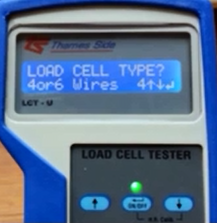 Thames Side
LOAD CELL TYPE?
4or6 Wires 4↑↓↵
LCT - U
LOAD CELL TESTER
↑
↵
ON/OFF
↓